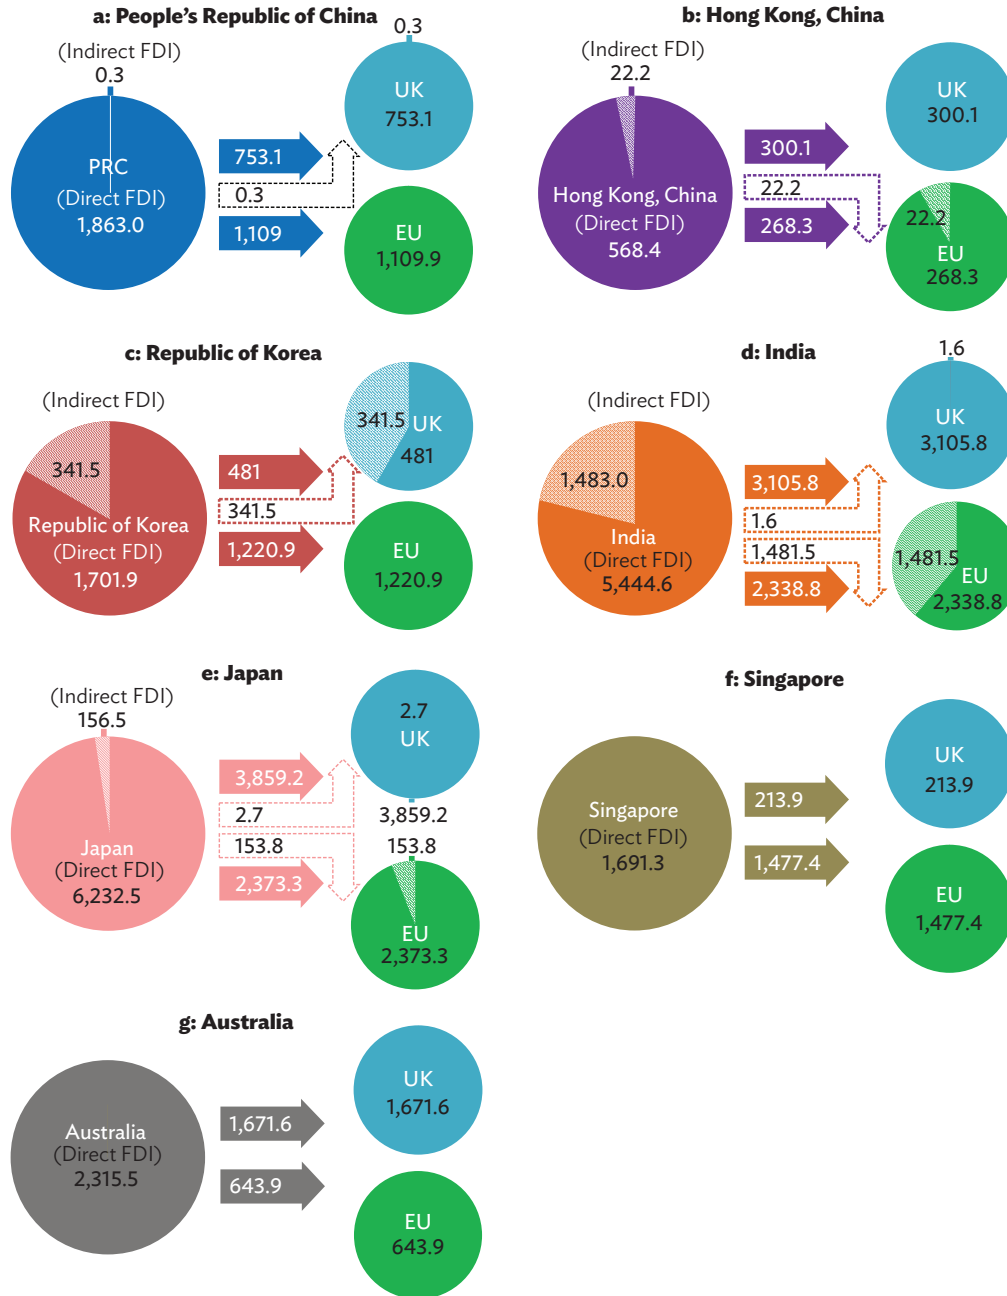 a: People's Republic of China
(Indirect FDI)
0.3
PRC
(Direct FDI)
1,863.0
753.1
0.3
1,109
0.3
UK
753.1
EU
1,109.9
b: Hong Kong, China
(Indirect FDI)
22.2
Hong Kong, China
(Direct FDI)
568.4
300.1
22.2
268.3
UK
300.1
22.2
EU
268.3
c: Republic of Korea
(Indirect FDI)
341.5
Republic of Korea
(Direct FDI)
1,701.9
481
341.5
1,220.9
341.5
UK
481
EU
1,220.9
d: India
(Indirect FDI)
1,483.0
India
(Direct FDI)
5,444.6
3,105.8
1.6
1,481.5
2,338.8
1.6
UK
3,105.8
1,481.5
EU
2,338.8
e: Japan
(Indirect FDI)
156.5
Japan
(Direct FDI)
6,232.5
3,859.2
2.7
153.8
2,373.3
2.7
UK
3,859.2
153.8
EU
2,373.3
f: Singapore
Singapore
(Direct FDI)
1,691.3
213.9
1,477.4
UK
213.9
EU
1,477.4
g: Australia
Australia
(Direct FDI)
2,315.5
1,671.6
643.9
UK
1,671.6
EU
643.9